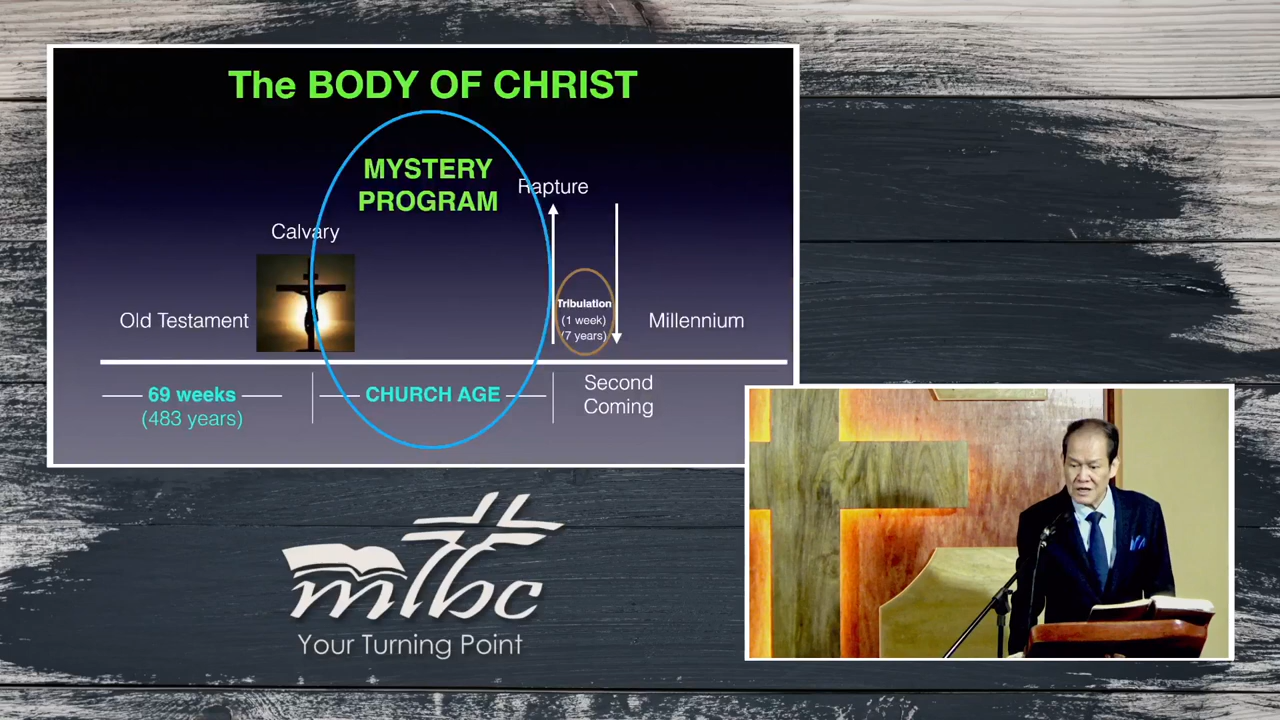 The BODY OF CHRIST
MYSTERY
PROGRAM
Rapture
Calvary
Tribulation
(1 week)
(7 years)
Old Testament
Millennium
69 weeks
(483 years)
CHURCH AGE
Second
Coming
mlbc
Your Turning Point